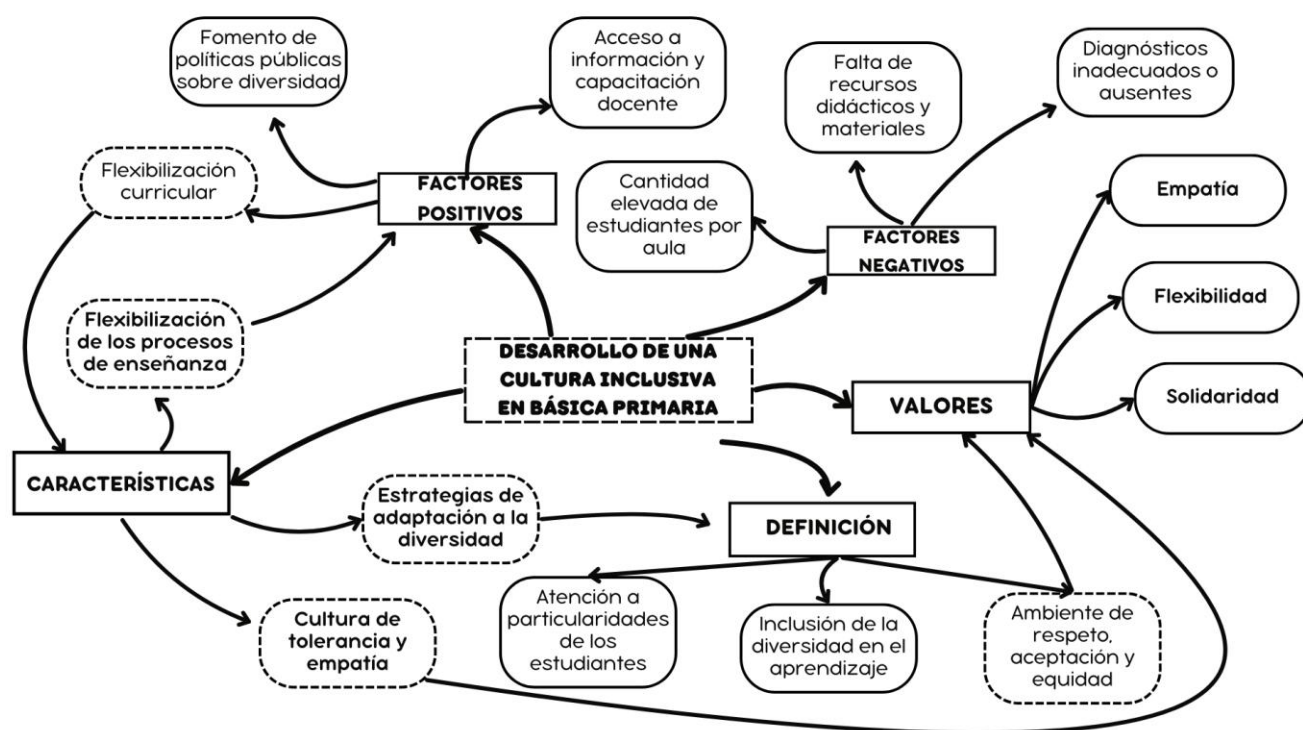 Fomento de
políticas públicas
sobre diversidad
Acceso a
información y
capacitación
docente
Falta de
recursos
didácticos y
materiales
Diagnósticos
inadecuados o
ausentes
Flexibilización
curricular
FACTORES
POSITIVOS
Cantidad
elevada de
estudiantes por
aula
FACTORES
NEGATIVOS
Empatía
Flexibilidad
Solidaridad
Flexibilización
de los procesos
de enseñanza
DESARROLLO DE UNA
CULTURA INCLUSIVA
EN BÁSICA PRIMARIA
VALORES
CARACTERÍSTICAS
Estrategias de
adaptación a la
diversidad
DEFINICIÓN
Cultura de
tolerancia y
empatía
Atención a
particularidades
de los
estudiantes
Inclusión de la
diversidad en el
aprendizaje
Ambiente de
respeto,
aceptación y
equidad